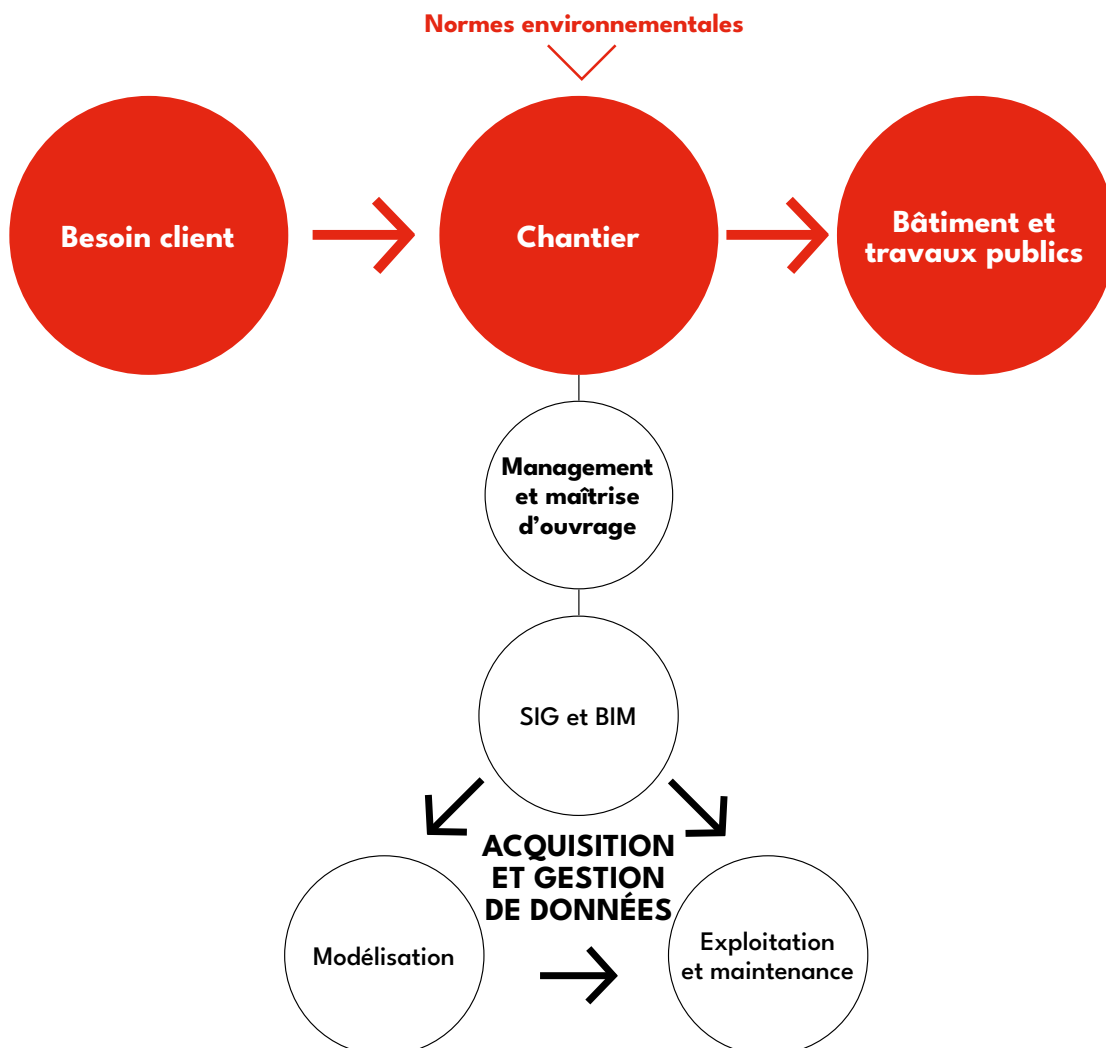 Normes environnementales
Besoin client
Chantier
Bâtiment et
travaux publics
Management
et maîtrise
d’ouvrage
SIG et BIM
ACQUISITION
ET GESTION
DE DONNÉES
Modélisation
Exploitation
et maintenance